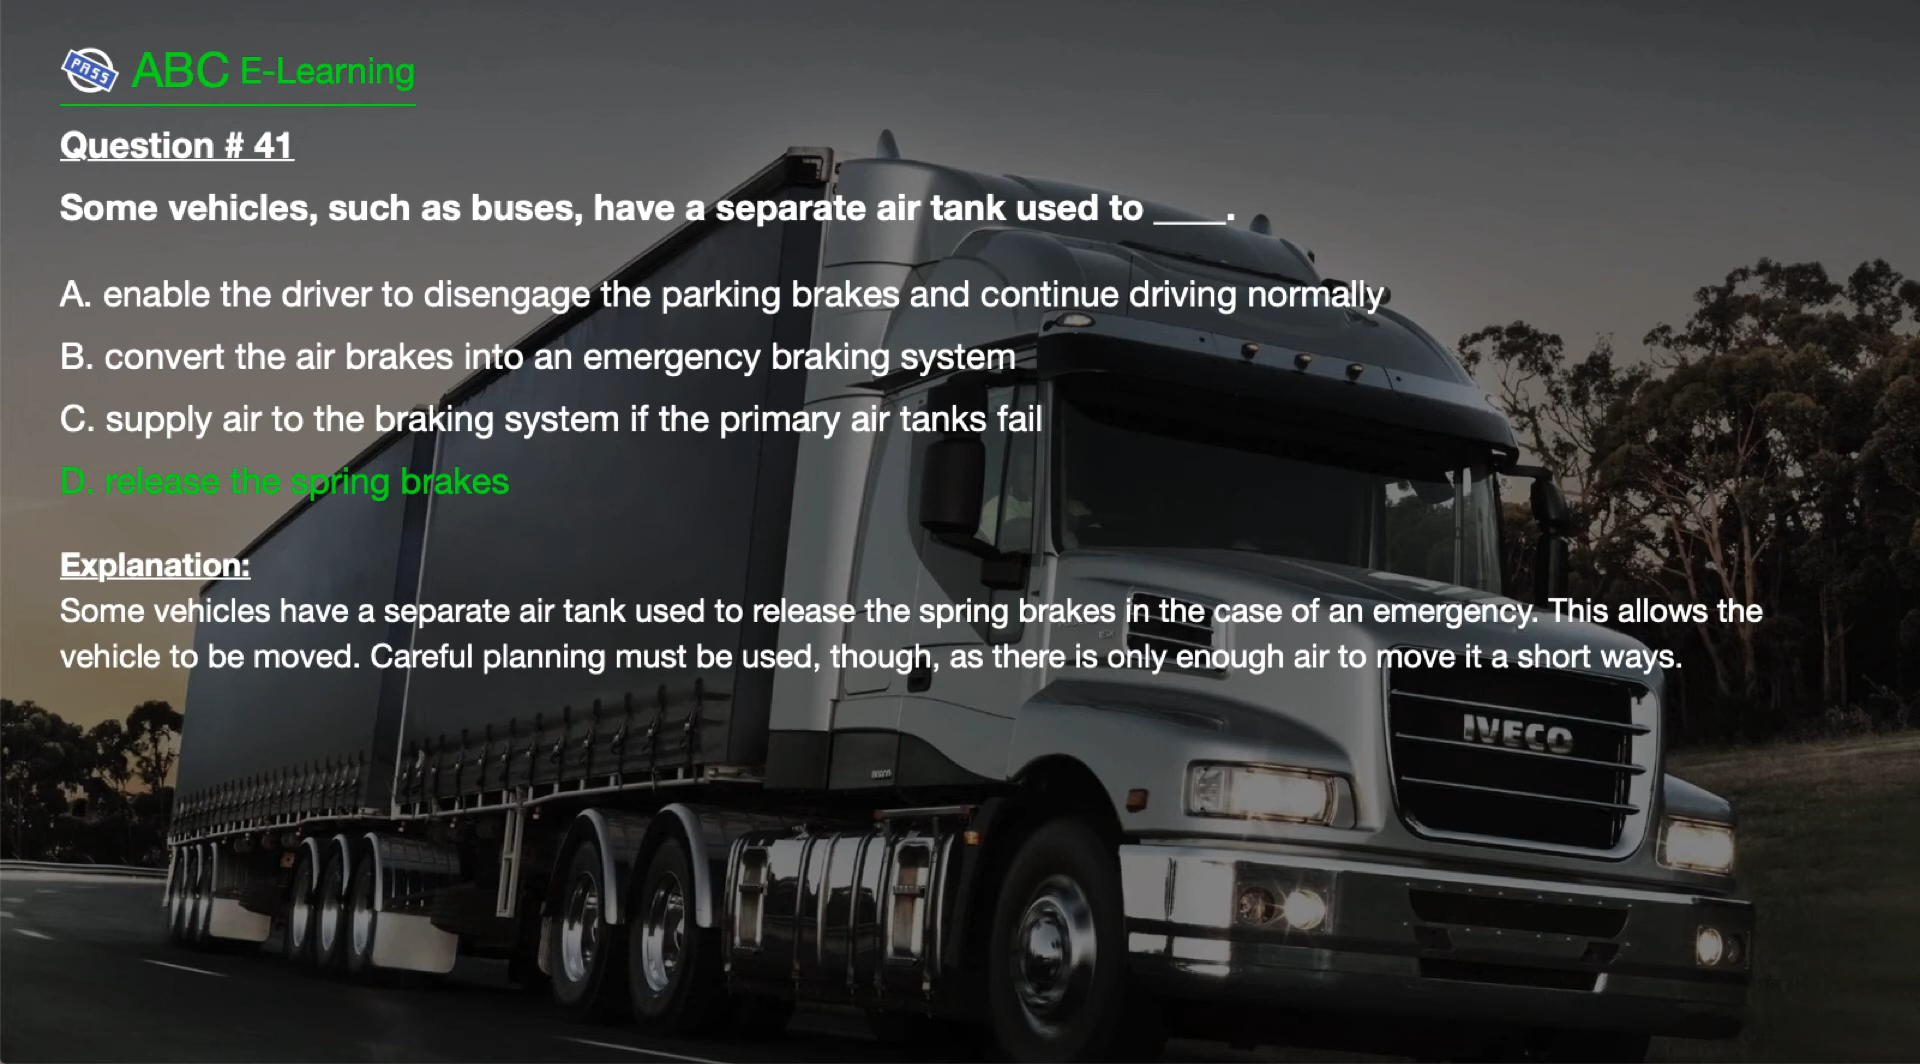 PASS ABC E-Learning
Question # 41
Some vehicles, such as buses, have a separate air tank used to ____.
A. enable the driver to disengage the parking brakes and continue driving normally
B. convert the air brakes into an emergency braking system
C. supply air to the braking system if the primary air tanks fail
D. release the spring brakes
Explanation:
Some vehicles have a separate air tank used to release the spring brakes in the case of an emergency. This allows the
vehicle to be moved. Careful planning must be used, though, as there is only enough air to move it a short ways.
IVECO
IVECO